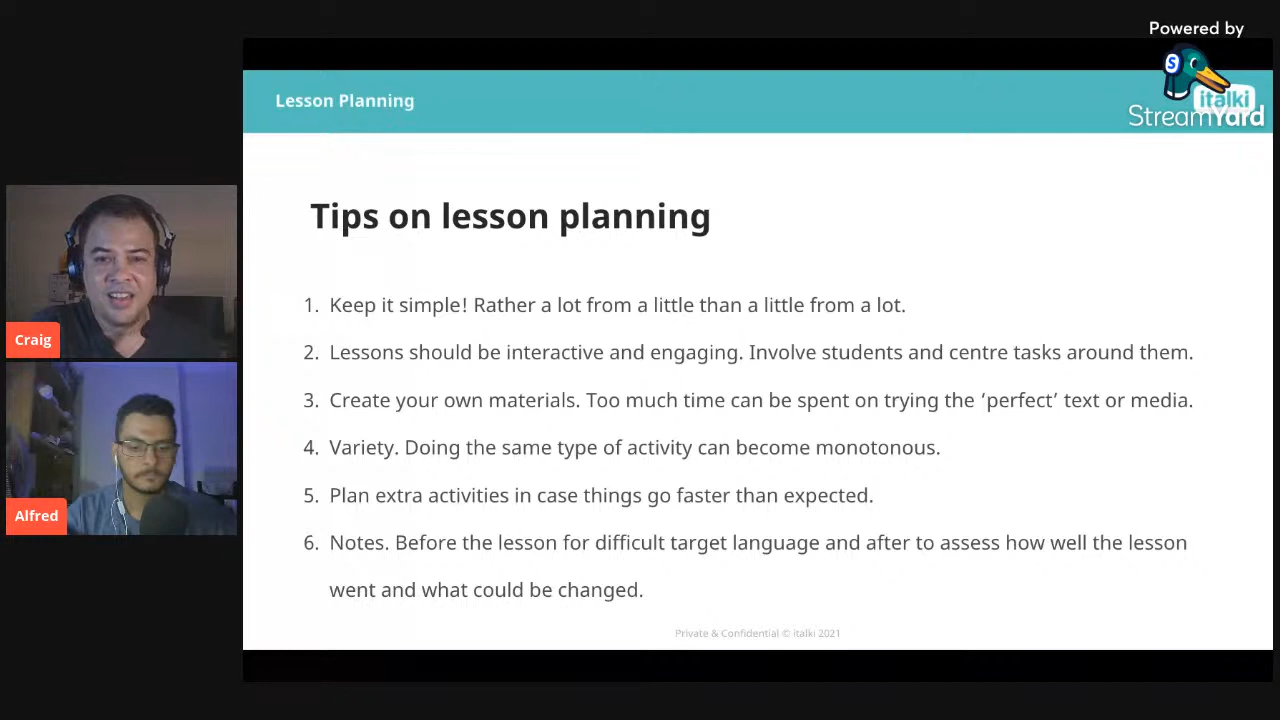 Powered by
Lesson Planning
italki
StreamYard
Tips on lesson planning
1. Keep it simple! Rather a lot from a little than a little from a lot.
2. Lessons should be interactive and engaging. Involve students and centre tasks around them.
3. Create your own materials. Too much time can be spent on trying the ‘perfect’ text or media.
4. Variety. Doing the same type of activity can become monotonous.
5. Plan extra activities in case things go faster than expected.
6. Notes. Before the lesson for difficult target language and after to assess how well the lesson
went and what could be changed.
Private & Confidential © italki 2021
Craig
Alfred